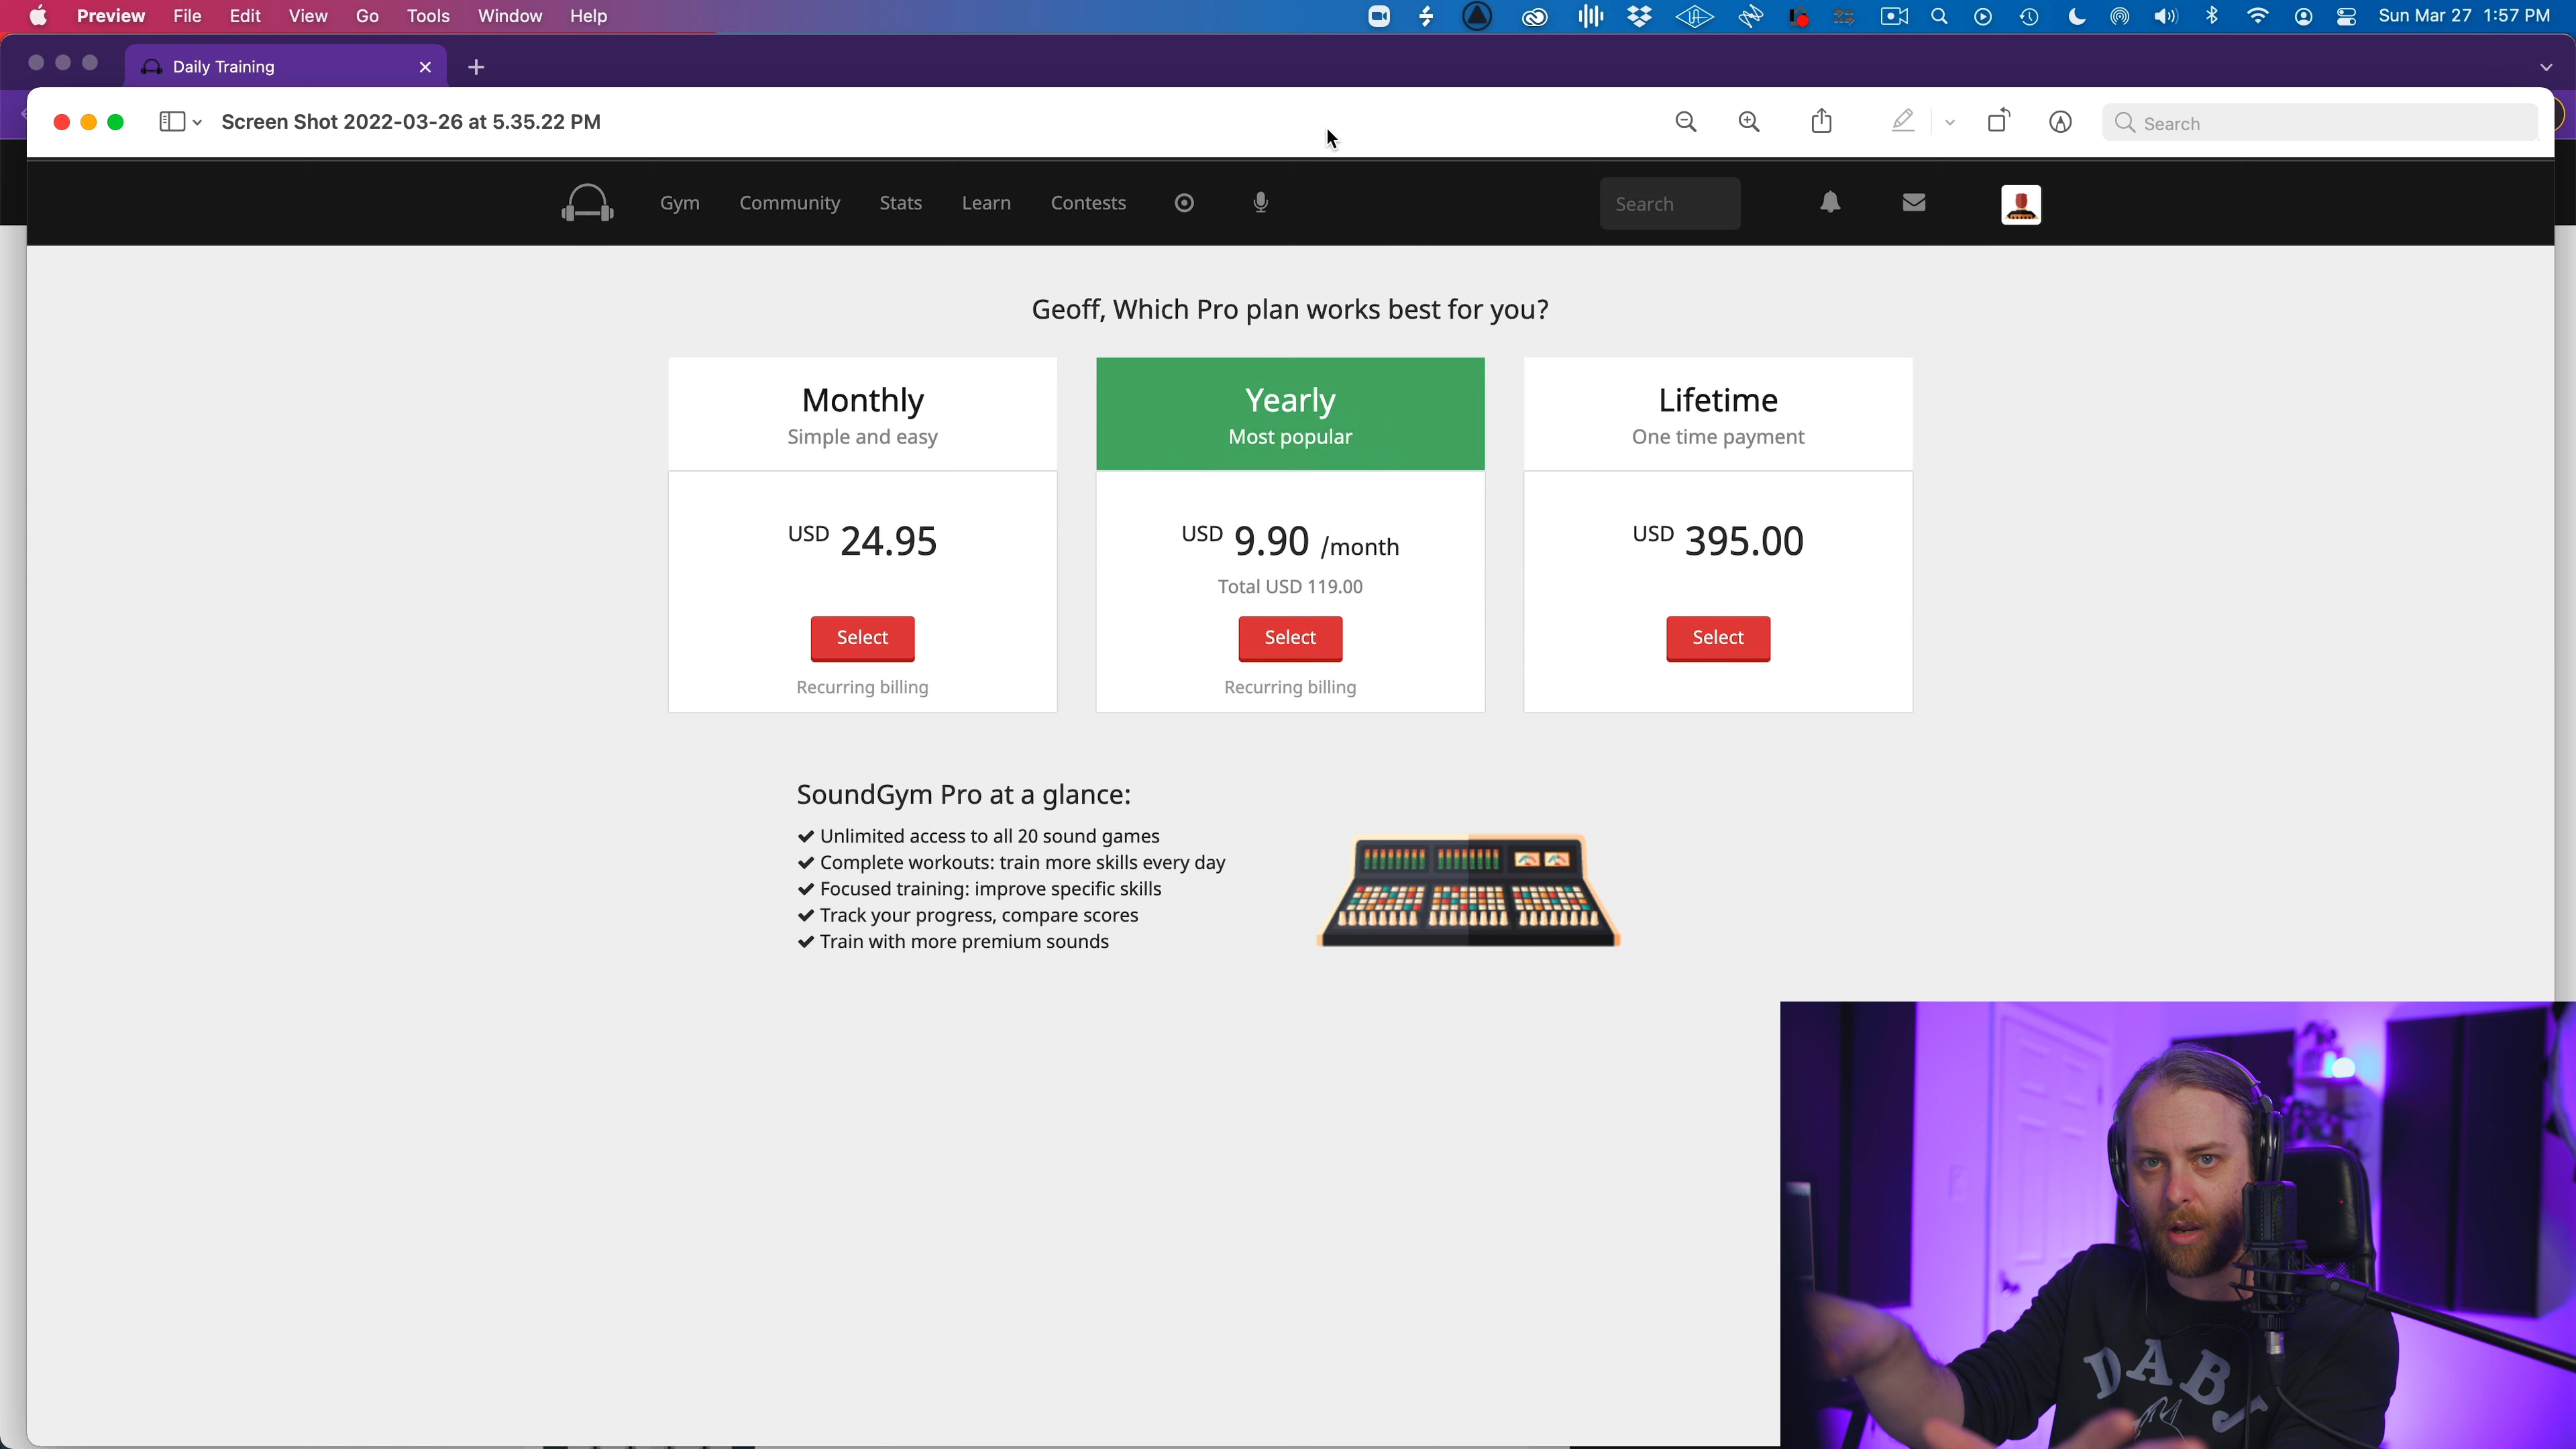 Preview File Edit View Go Tools Window Help
Sun Mar 27 1:57 PM
Daily Training
Screen Shot 2022-03-26 at 5.35.22 PM
Search
Gym Community Stats Learn Contests
Search
Geoff, Which Pro plan works best for you?
Monthly
Simple and easy
USD 24.95
Select
Recurring billing
Yearly
Most popular
USD 9.90 /month
Total USD 119.00
Select
Recurring billing
Lifetime
One time payment
USD 395.00
Select
SoundGym Pro at a glance:
✔ Unlimited access to all 20 sound games
✔ Complete workouts: train more skills every day
✔ Focused training: improve specific skills
✔ Track your progress, compare scores
✔ Train with more premium sounds
DABS